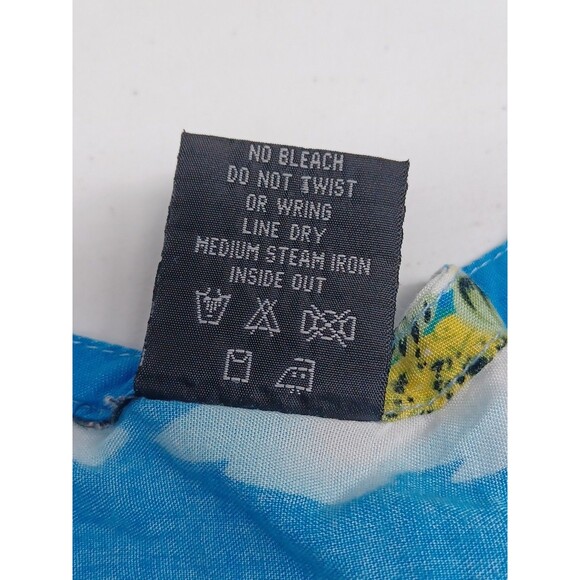 NO BLEACH
DO NOT TWIST
OR WRING
LINE DRY
MEDIUM STEAM IRON
INSIDE OUT